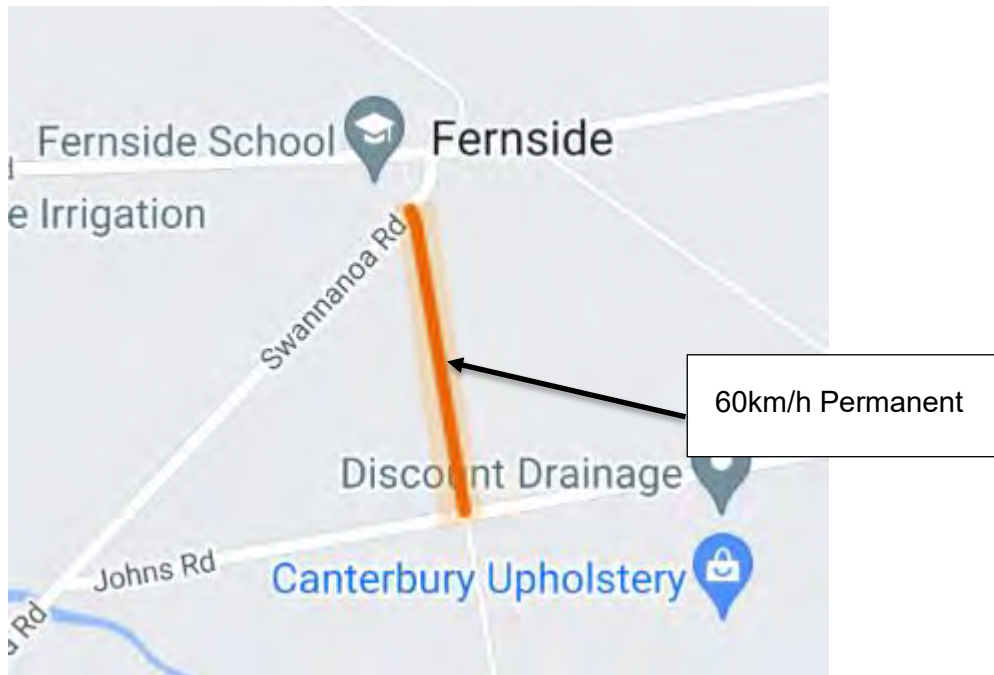 Fernside School
Fernside
e Irrigation
Swannanoa Rd
60km/h Permanent
Discount Drainage
Johns Rd
Canterbury Upholstery
Rd